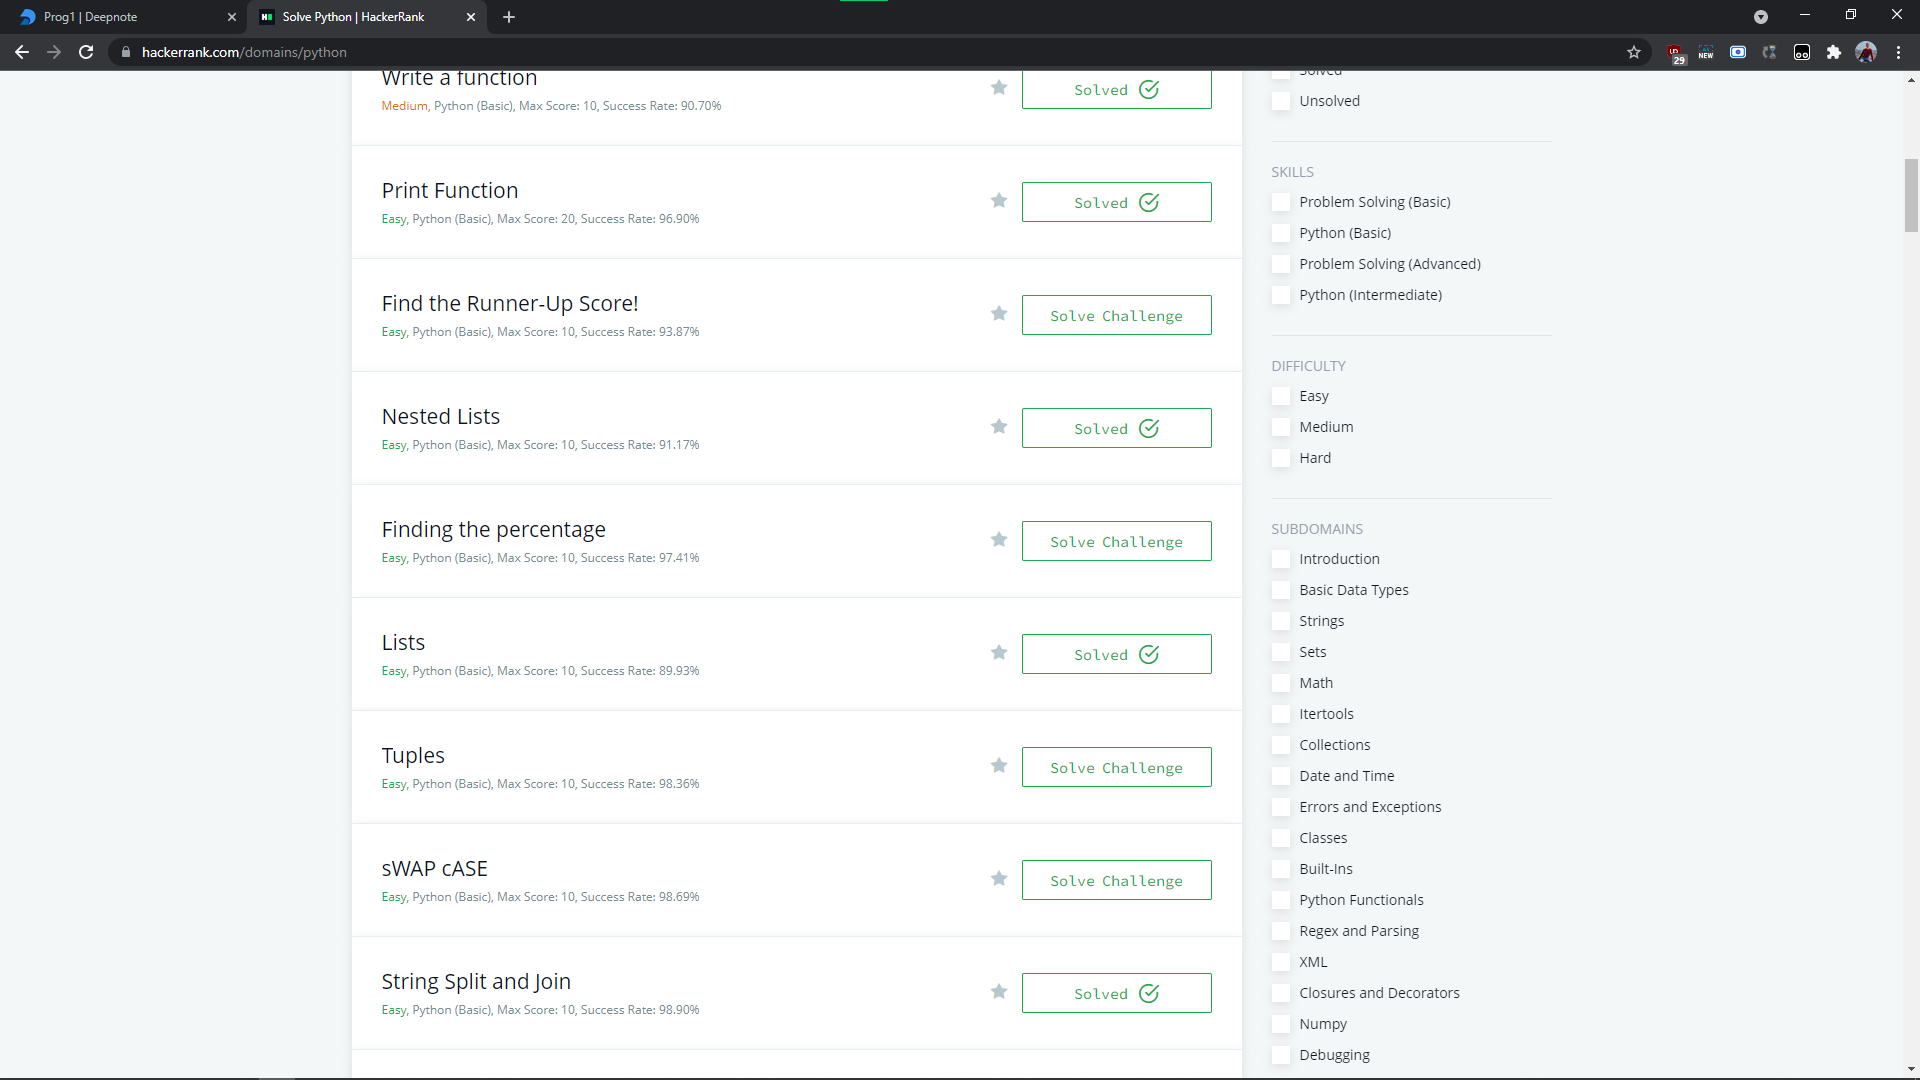 Prog1 | Deepnote
Solve Python | HackerRank
hackerrank.com/domains/python
29
NEW
Write a function
Medium, Python (Basic), Max Score: 10, Success Rate: 90.70%
Solved
Print Function
Easy, Python (Basic), Max Score: 20, Success Rate: 96.90%
Solved
Find the Runner-Up Score!
Easy, Python (Basic), Max Score: 10, Success Rate: 93.87%
Solve Challenge
Nested Lists
Easy, Python (Basic), Max Score: 10, Success Rate: 91.17%
Solved
Finding the percentage
Easy, Python (Basic), Max Score: 10, Success Rate: 97.41%
Solve Challenge
Lists
Easy, Python (Basic), Max Score: 10, Success Rate: 89.93%
Solved
Tuples
Easy, Python (Basic), Max Score: 10, Success Rate: 98.36%
Solve Challenge
sWAP cASE
Easy, Python (Basic), Max Score: 10, Success Rate: 98.69%
Solve Challenge
String Split and Join
Easy, Python (Basic), Max Score: 10, Success Rate: 98.90%
Solved
Solved
Unsolved
SKILLS
Problem Solving (Basic)
Python (Basic)
Problem Solving (Advanced)
Python (Intermediate)
DIFFICULTY
Easy
Medium
Hard
SUBDOMAINS
Introduction
Basic Data Types
Strings
Sets
Math
Itertools
Collections
Date and Time
Errors and Exceptions
Classes
Built-Ins
Python Functionals
Regex and Parsing
XML
Closures and Decorators
Numpy
Debugging